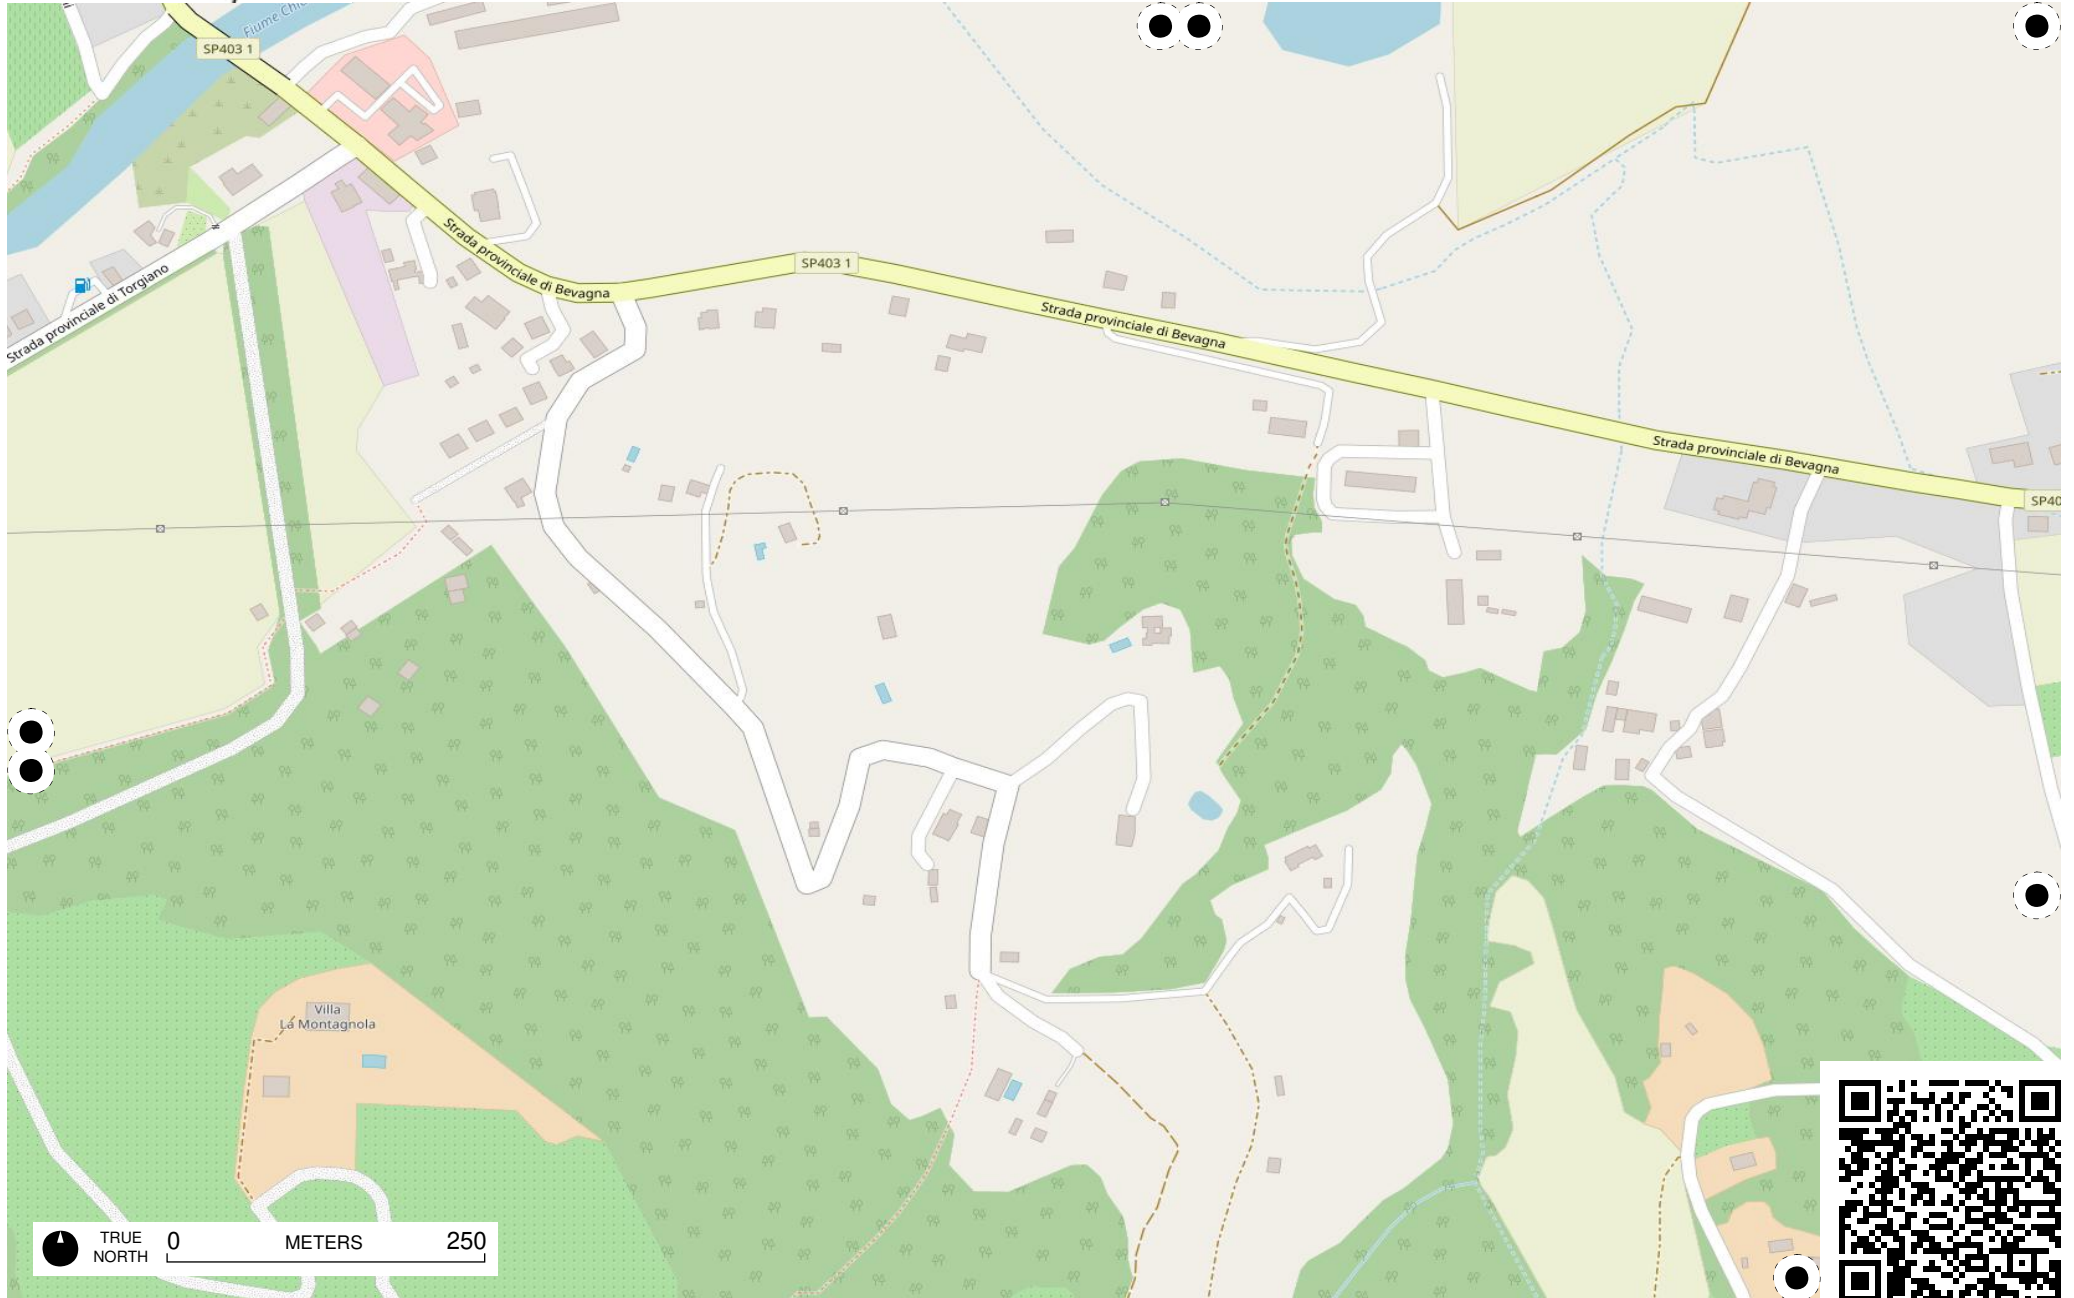 Fiume Chia
SP403 1
Strada provinciale di Bevagna
SP403 1
Strada provinciale di Torgiano
Strada provinciale di Bevagna
Strada provinciale di Bevagna
SP40
Villa
La Montagnola
TRUE
NORTH
0
METERS
250